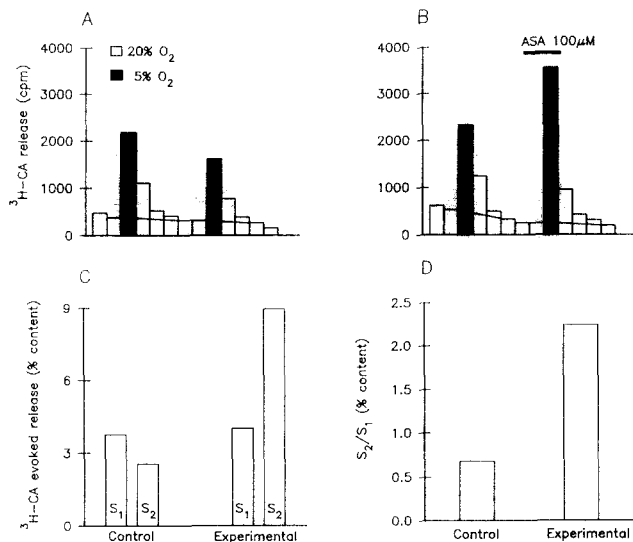 A
³H-CA release (cpm)
4000
3000
2000
1000
0
20% O₂
5% O₂
B
ASA 100μM
4000
3000
2000
1000
0
C
³H-CA evoked release (% content)
9
6
3
0
S₁
S₂
S₁
S₂
Control
Experimental
D
S₂/S₁ (% content)
2.5
2.0
1.5
1.0
0.5
0.0
Control
Experimental